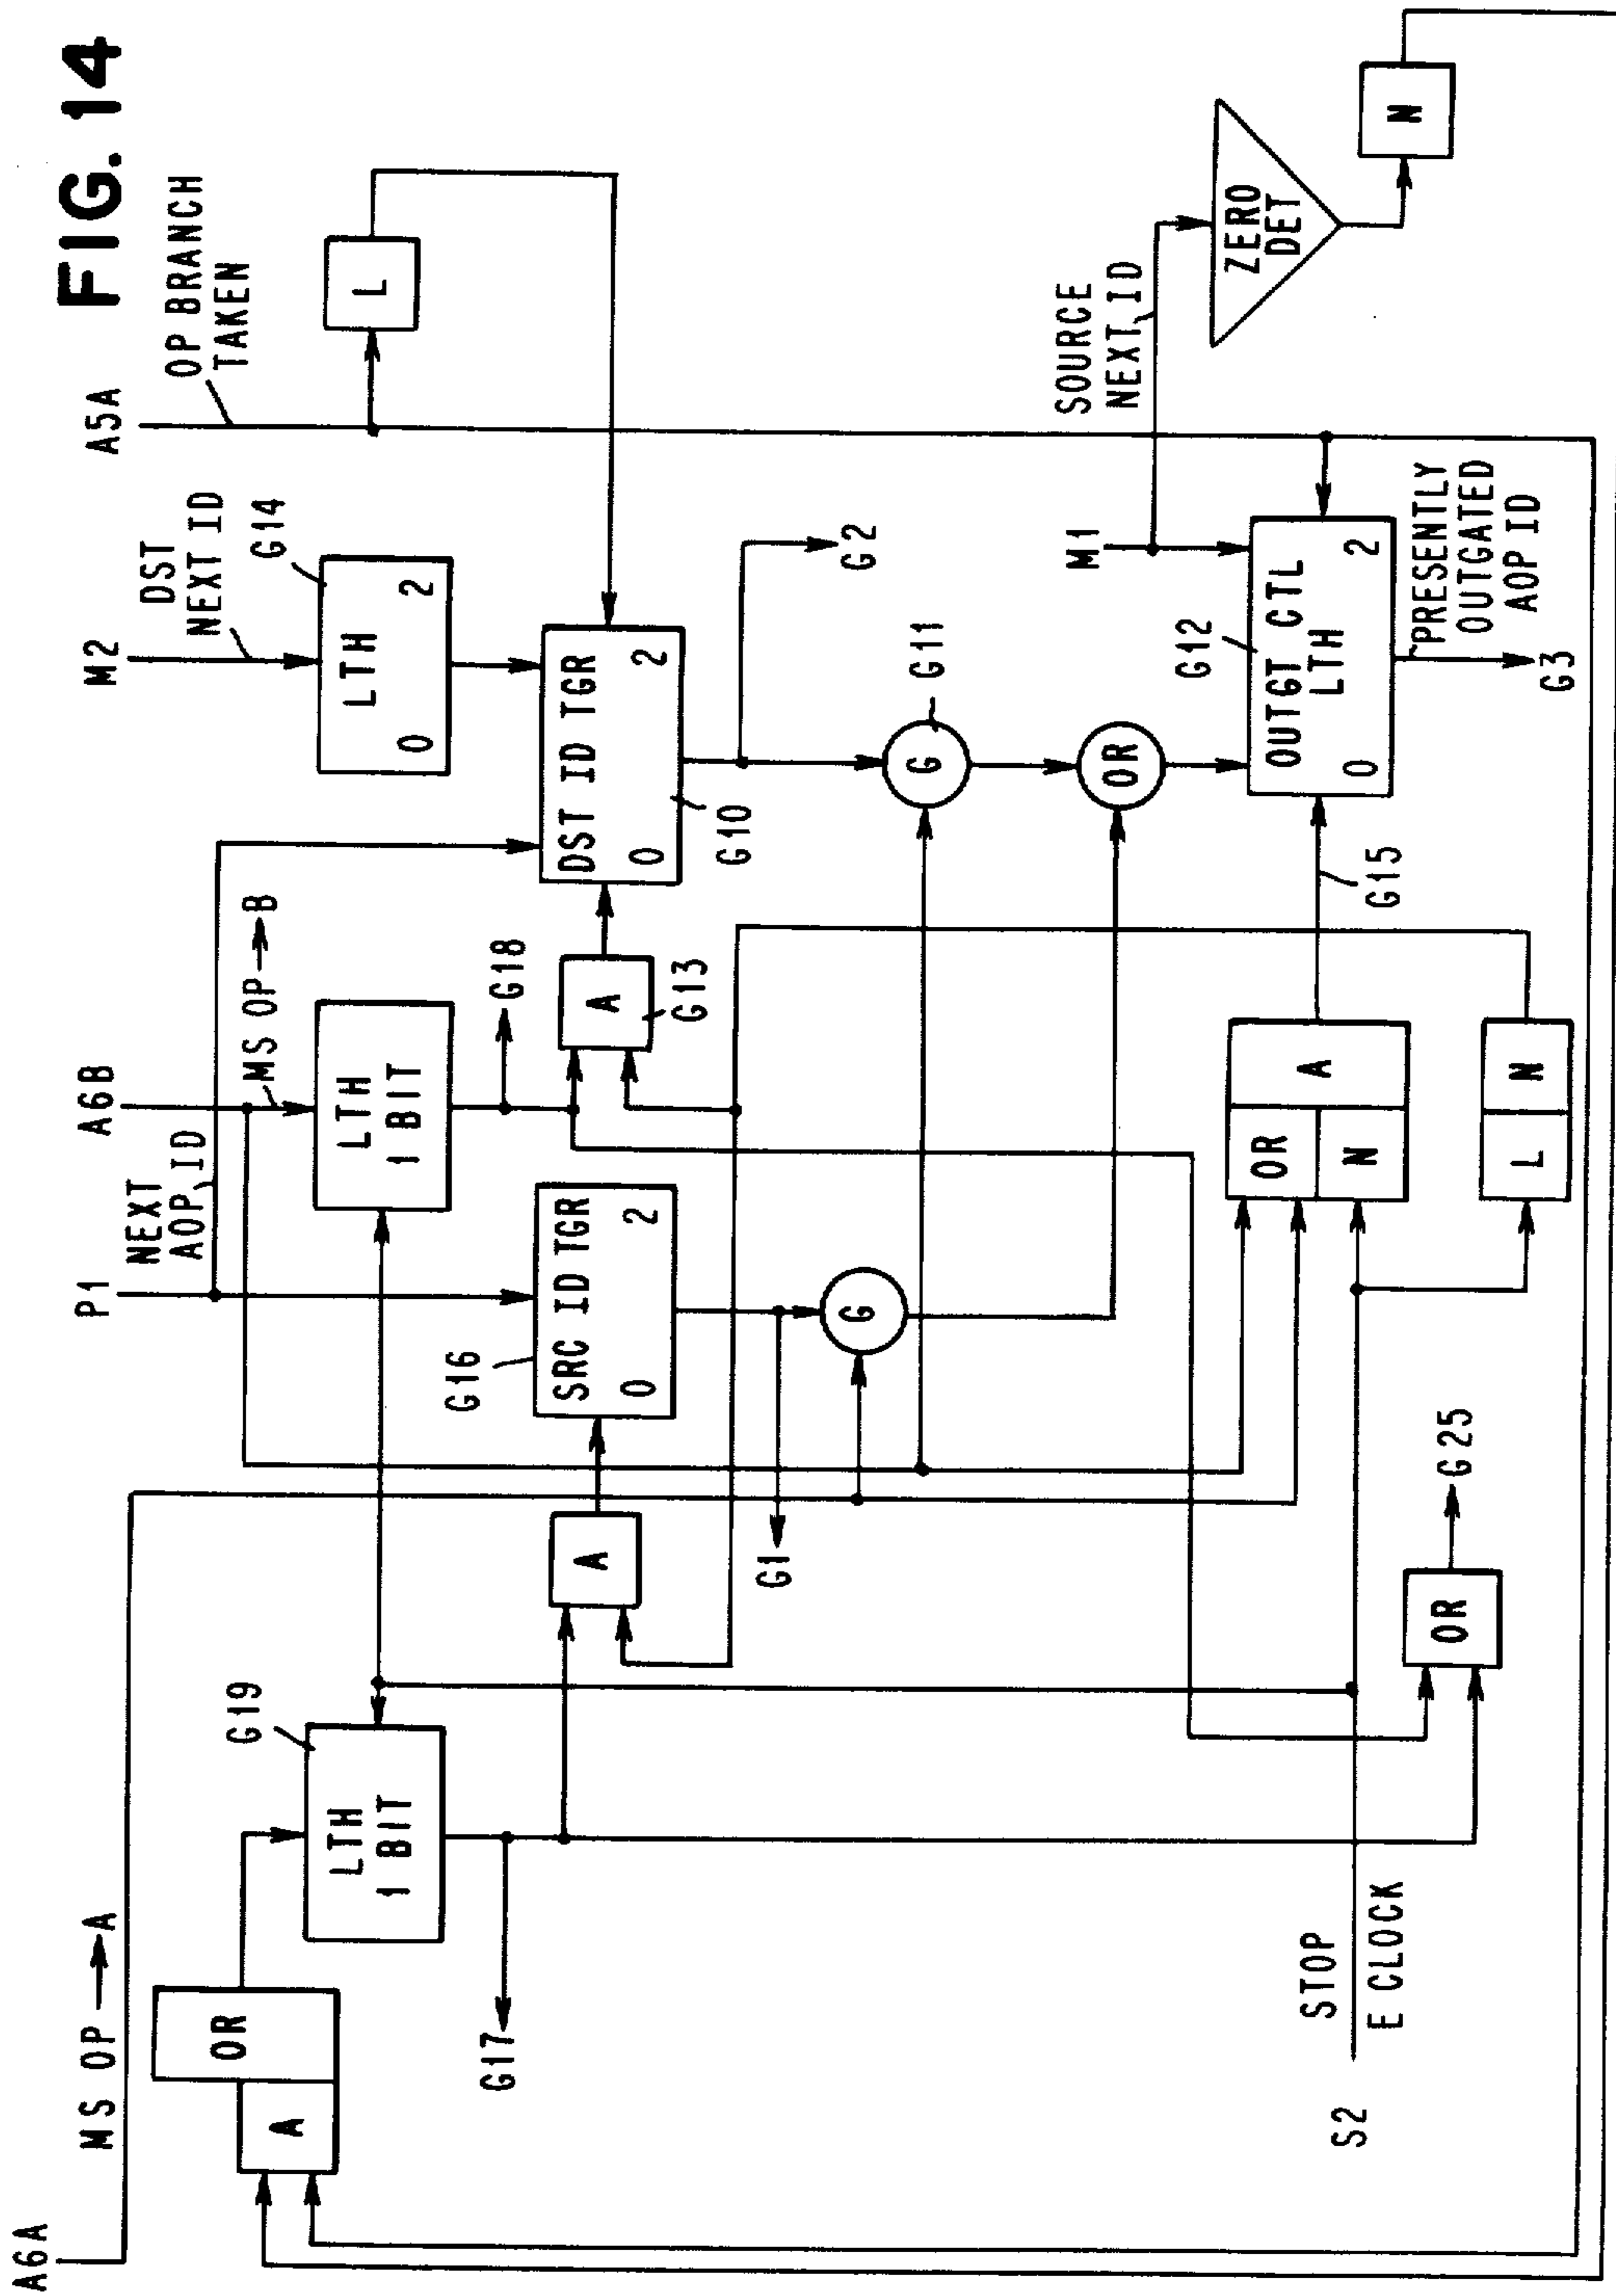 FIG. 14
A6A
MS OP→A
P1
NEXT
AOP ID
A6B
MS OP→B
M2
DST
NEXT ID
G14
A5A
OP BRANCH
TAKEN
A
OR
G19
LTH
1 BIT
LTH
1 BIT
LTH
0 2
L
G17
G18
A
G16
SRC ID TGR
0 2
A
G13
DST ID TGR
0 2
G10
G1
G
G2
G
G11
OR
SOURCE
NEXT ID
ZERO
DET
N
M1
G12
OUTGT CTL
LTH
0 2
G15
PRESENTLY
OUTGATED
AOP ID
G3
OR
N
A
L
N
OR
G25
S2
STOP
E CLOCK